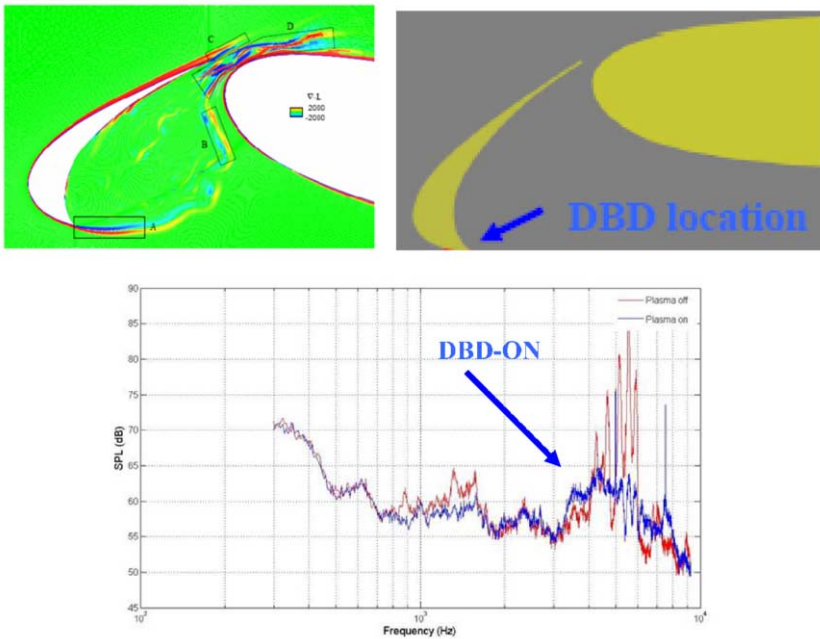 C
D
∇·L
2000
-2000
B
A
DBD location
90
85
80
75
70
65
60
55
50
45
SPL (dB)
Plasma off
Plasma on
DBD-ON
10²
10³
10⁴
Frequency (Hz)